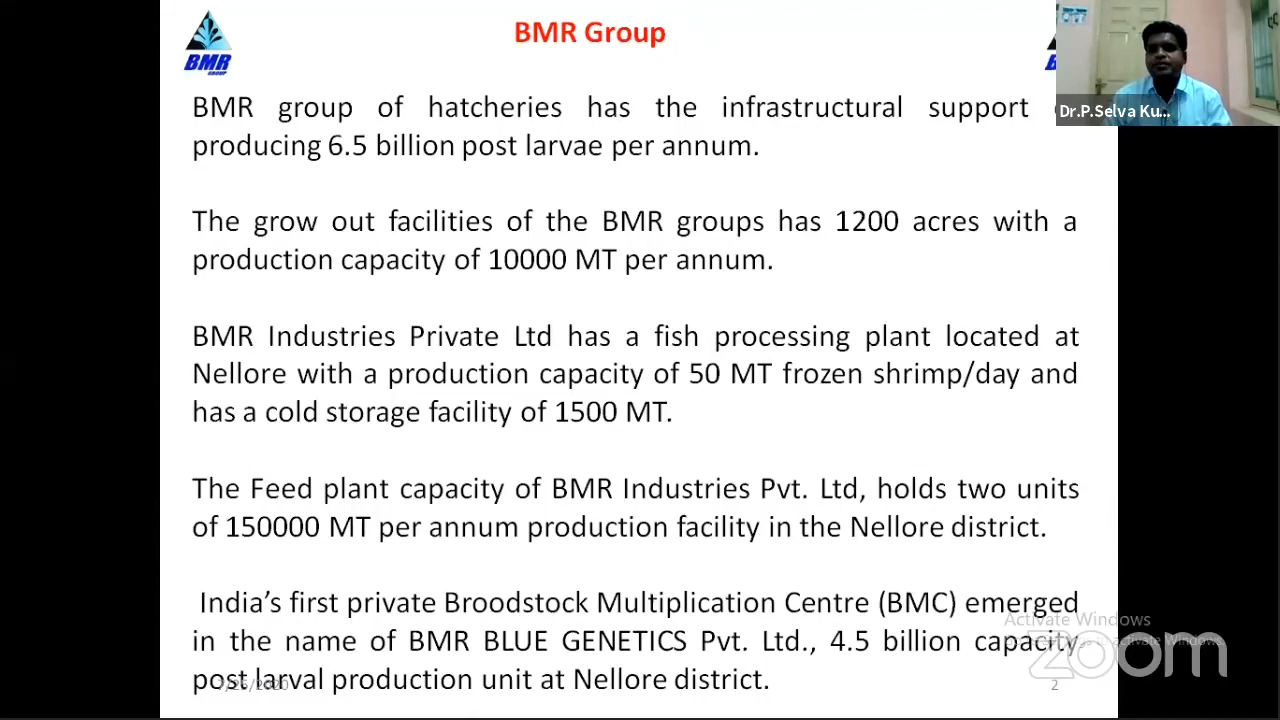 BMR Group
BMR
GROUP
Dr.P.Selva Ku...
BMR group of hatcheries has the infrastructural support
producing 6.5 billion post larvae per annum.
The grow out facilities of the BMR groups has 1200 acres with a
production capacity of 10000 MT per annum.
BMR Industries Private Ltd has a fish processing plant located at
Nellore with a production capacity of 50 MT frozen shrimp/day and
has a cold storage facility of 1500 MT.
The Feed plant capacity of BMR Industries Pvt. Ltd, holds two units
of 150000 MT per annum production facility in the Nellore district.
India's first private Broodstock Multiplication Centre (BMC) emerged
Activate Windows
in the name of BMR BLUE GENETICS Pvt. Ltd., 4.5 billion capacity
zoom
post larval production unit at Nellore district.
7/25/2020
2